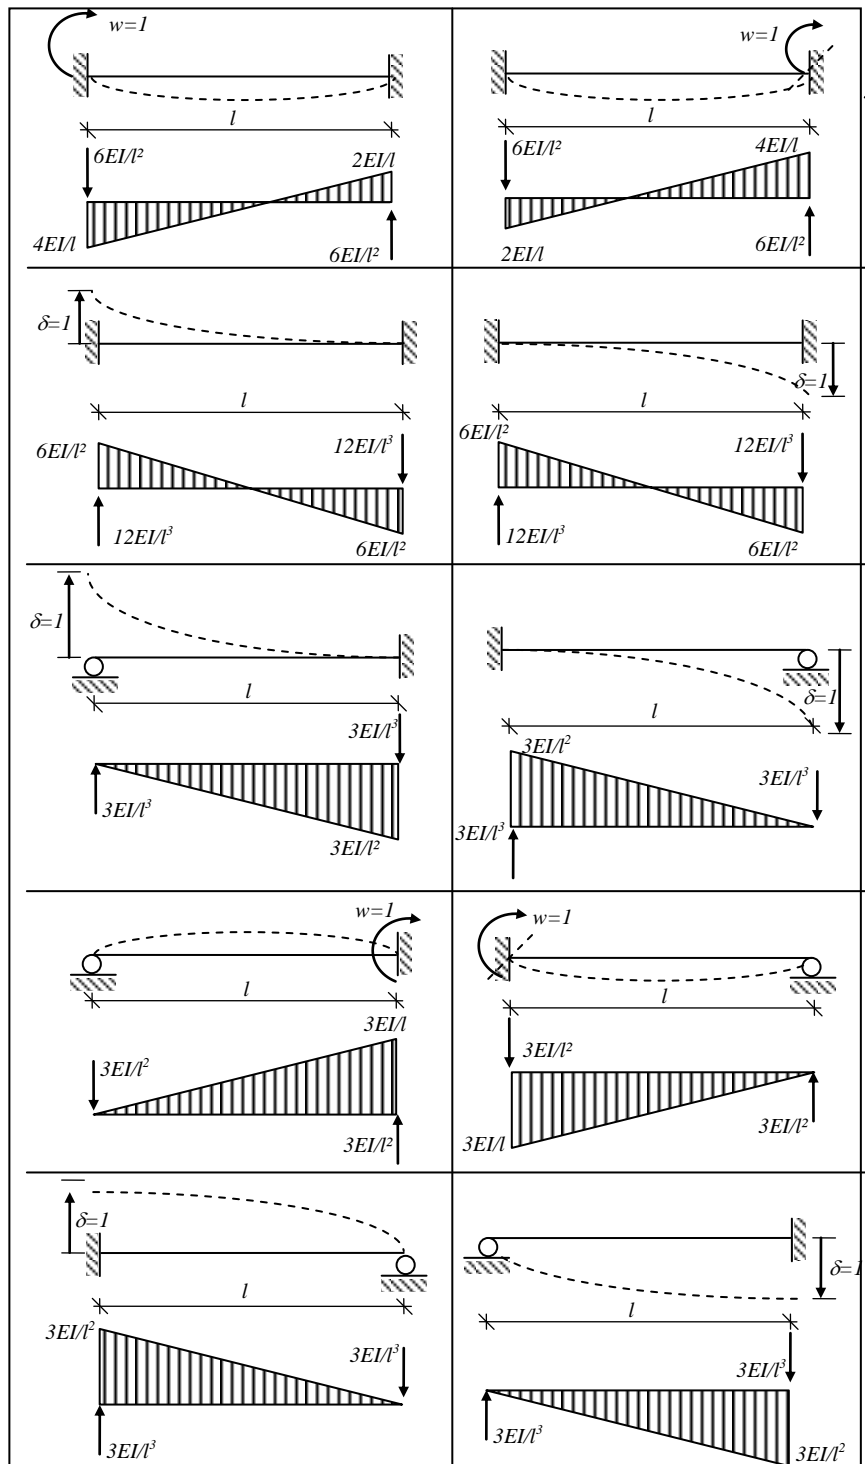 w=1
l
6EI/l²
2EI/l
4EI/l
6EI/l²
w=1
l
6EI/l²
4EI/l
2EI/l
6EI/l²
δ=1
l
6EI/l²
12EI/l³
12EI/l³
6EI/l²
δ=1
l
6EI/l²
12EI/l³
12EI/l³
6EI/l²
δ=1
l
3EI/l³
3EI/l³
3EI/l²
δ=1
l
3EI/l²
3EI/l³
3EI/l³
w=1
l
3EI/l
3EI/l²
3EI/l²
w=1
l
3EI/l²
3EI/l
3EI/l²
δ=1
l
3EI/l²
3EI/l³
3EI/l³
δ=1
l
3EI/l³
3EI/l³
3EI/l²